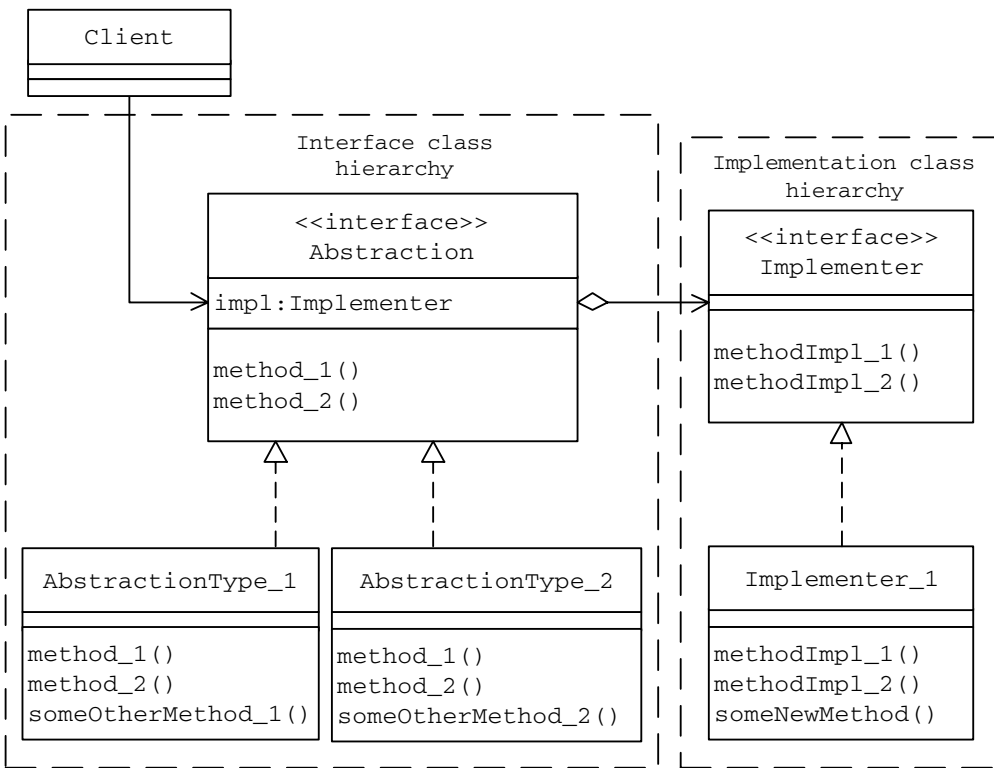 Client
Interface class
hierarchy
<<interface>>
Abstraction
impl:Implementer
method_1()
method_2()
AbstractionType_1
method_1()
method_2()
someOtherMethod_1()
AbstractionType_2
method_1()
method_2()
someOtherMethod_2()
Implementation class
hierarchy
<<interface>>
Implementer
methodImpl_1()
methodImpl_2()
Implementer_1
methodImpl_1()
methodImpl_2()
someNewMethod()